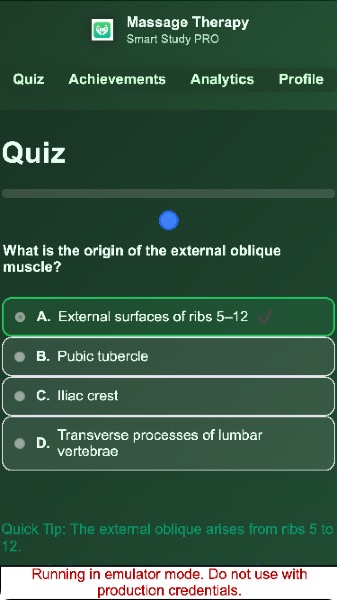 Massage Therapy
Smart Study PRO
Quiz Achievements Analytics Profile
Quiz
What is the origin of the external oblique
muscle?
A. External surfaces of ribs 5–12 ✓
B. Pubic tubercle
C. Iliac crest
D. Transverse processes of lumbar
vertebrae
Quick Tip: The external oblique arises from ribs 5 to
12.
Running in emulator mode. Do not use with
production credentials.